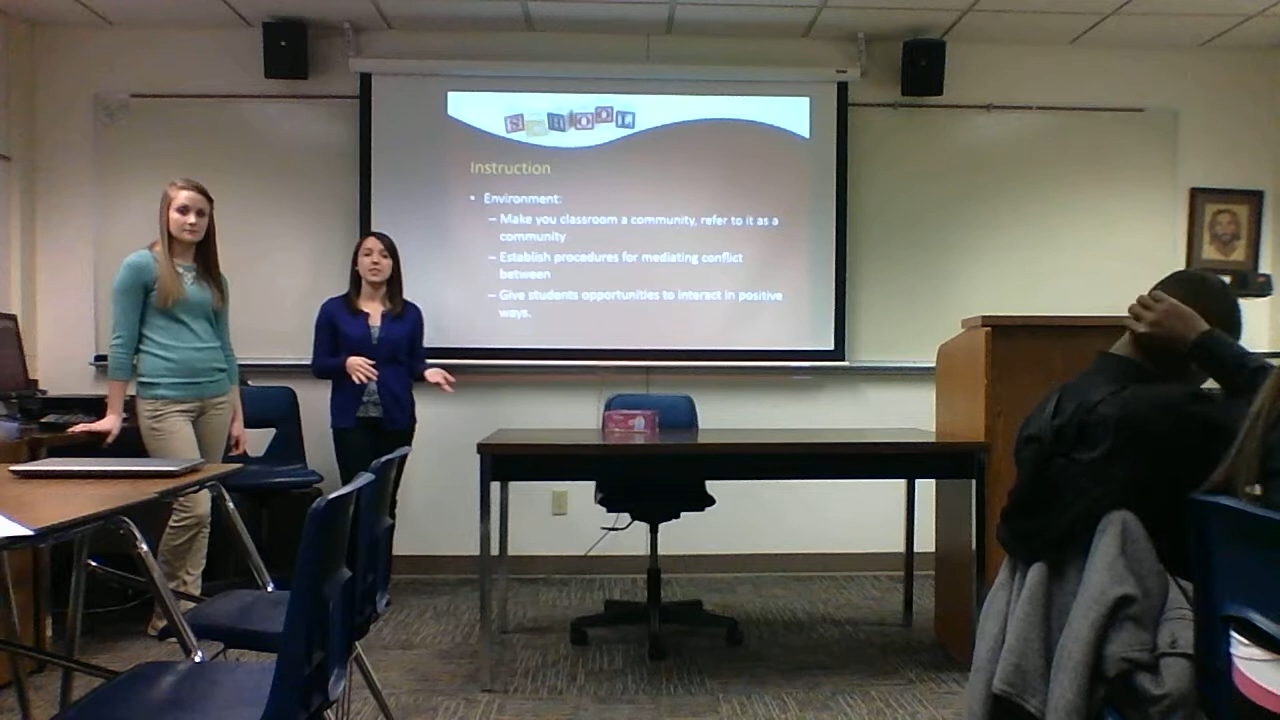 SCHOOL
Instruction
• Environment:
– Make you classroom a community, refer to it as a
community
– Establish procedures for mediating conflict
between
– Give students opportunities to interact in positive
ways.